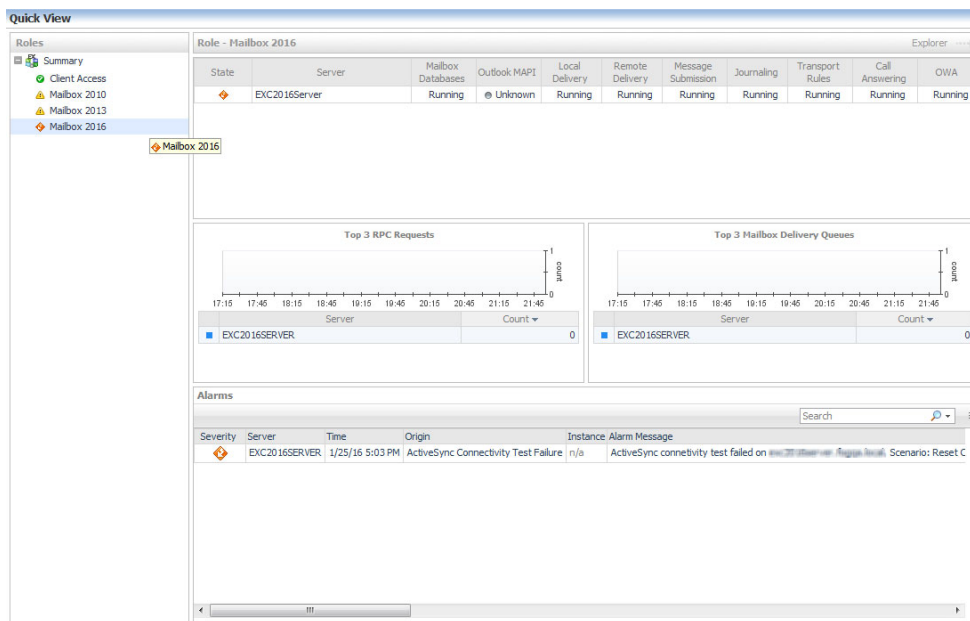 Quick View
Roles
Summary
Client Access
Mailbox 2010
Mailbox 2013
Mailbox 2016
Mailbox 2016
Role - Mailbox 2016 Explorer
State Server Mailbox Databases Outlook MAPI Local Delivery Remote Delivery Message Submission Journaling Transport Rules Call Answering OWA
EXC2016Server Running Unknown Running Running Running Running Running Running Running
Top 3 RPC Requests
1
count
0
17:15 17:45 18:15 18:45 19:15 19:45 20:15 20:45 21:15 21:45
Server Count
EXC2016SERVER 0
Top 3 Mailbox Delivery Queues
1
count
0
17:15 17:45 18:15 18:45 19:15 19:45 20:15 20:45 21:15 21:45
Server Count
EXC2016SERVER 0
Alarms
Search
Severity Server Time Origin Instance Alarm Message
EXC2016SERVER 1/25/16 5:03 PM ActiveSync Connectivity Test Failure n/a ActiveSync connetivity test failed on Scenario: Reset C